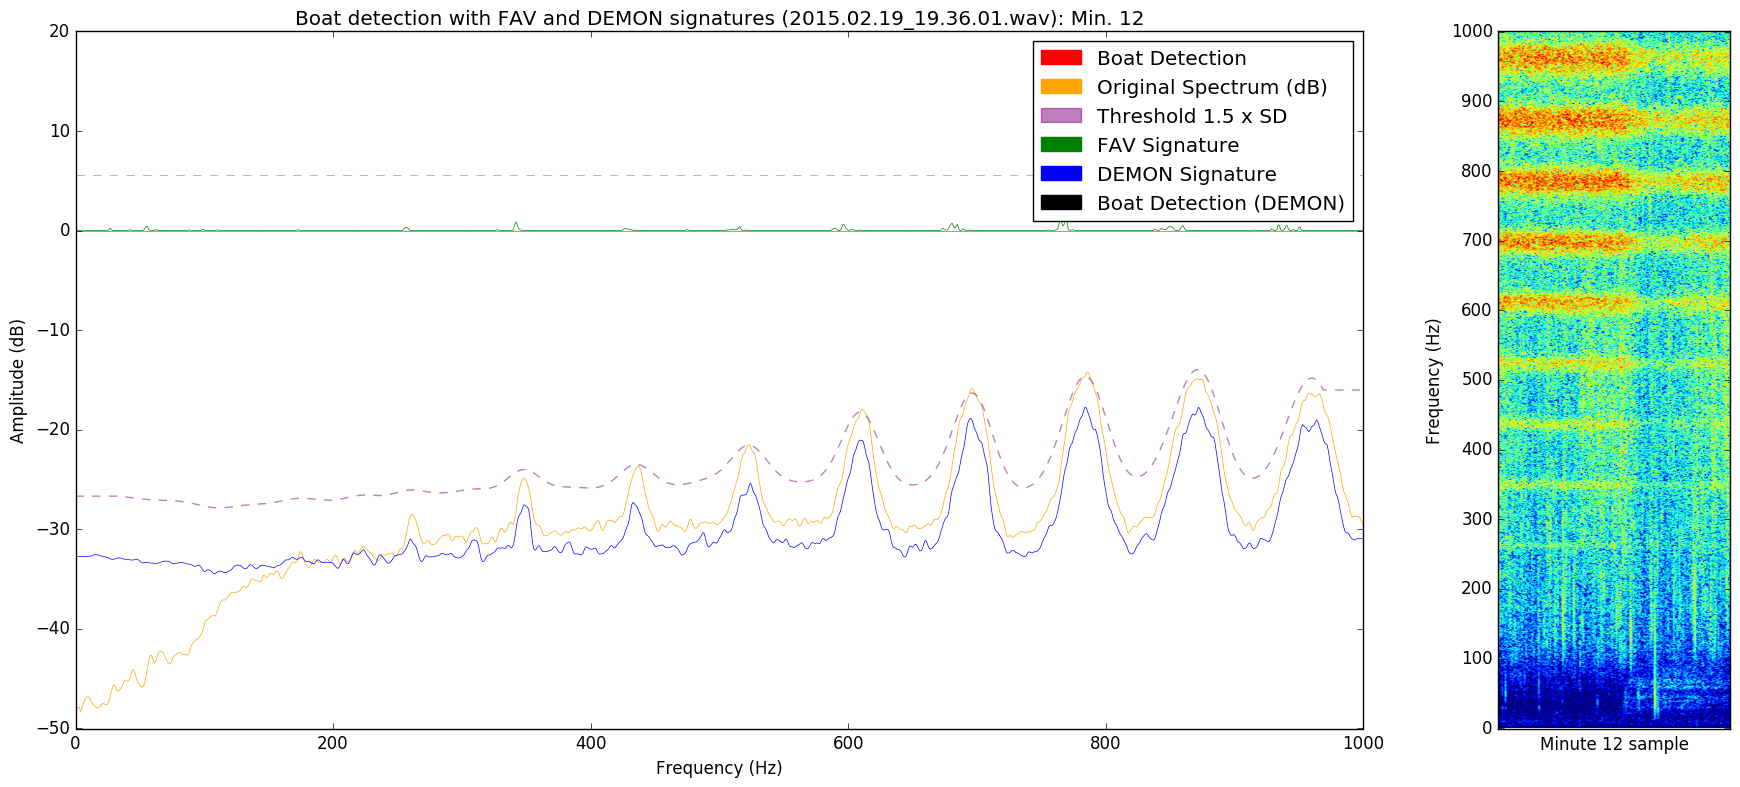 Boat detection with FAV and DEMON signatures (2015.02.19_19.36.01.wav): Min. 12
Boat Detection
Original Spectrum (dB)
Threshold 1.5 x SD
FAV Signature
DEMON Signature
Boat Detection (DEMON)
Amplitude (dB)
20
10
0
−10
−20
−30
−40
−50
0
200
400
600
800
1000
Frequency (Hz)
Frequency (Hz)
1000
900
800
700
600
500
400
300
200
100
0
Minute 12 sample